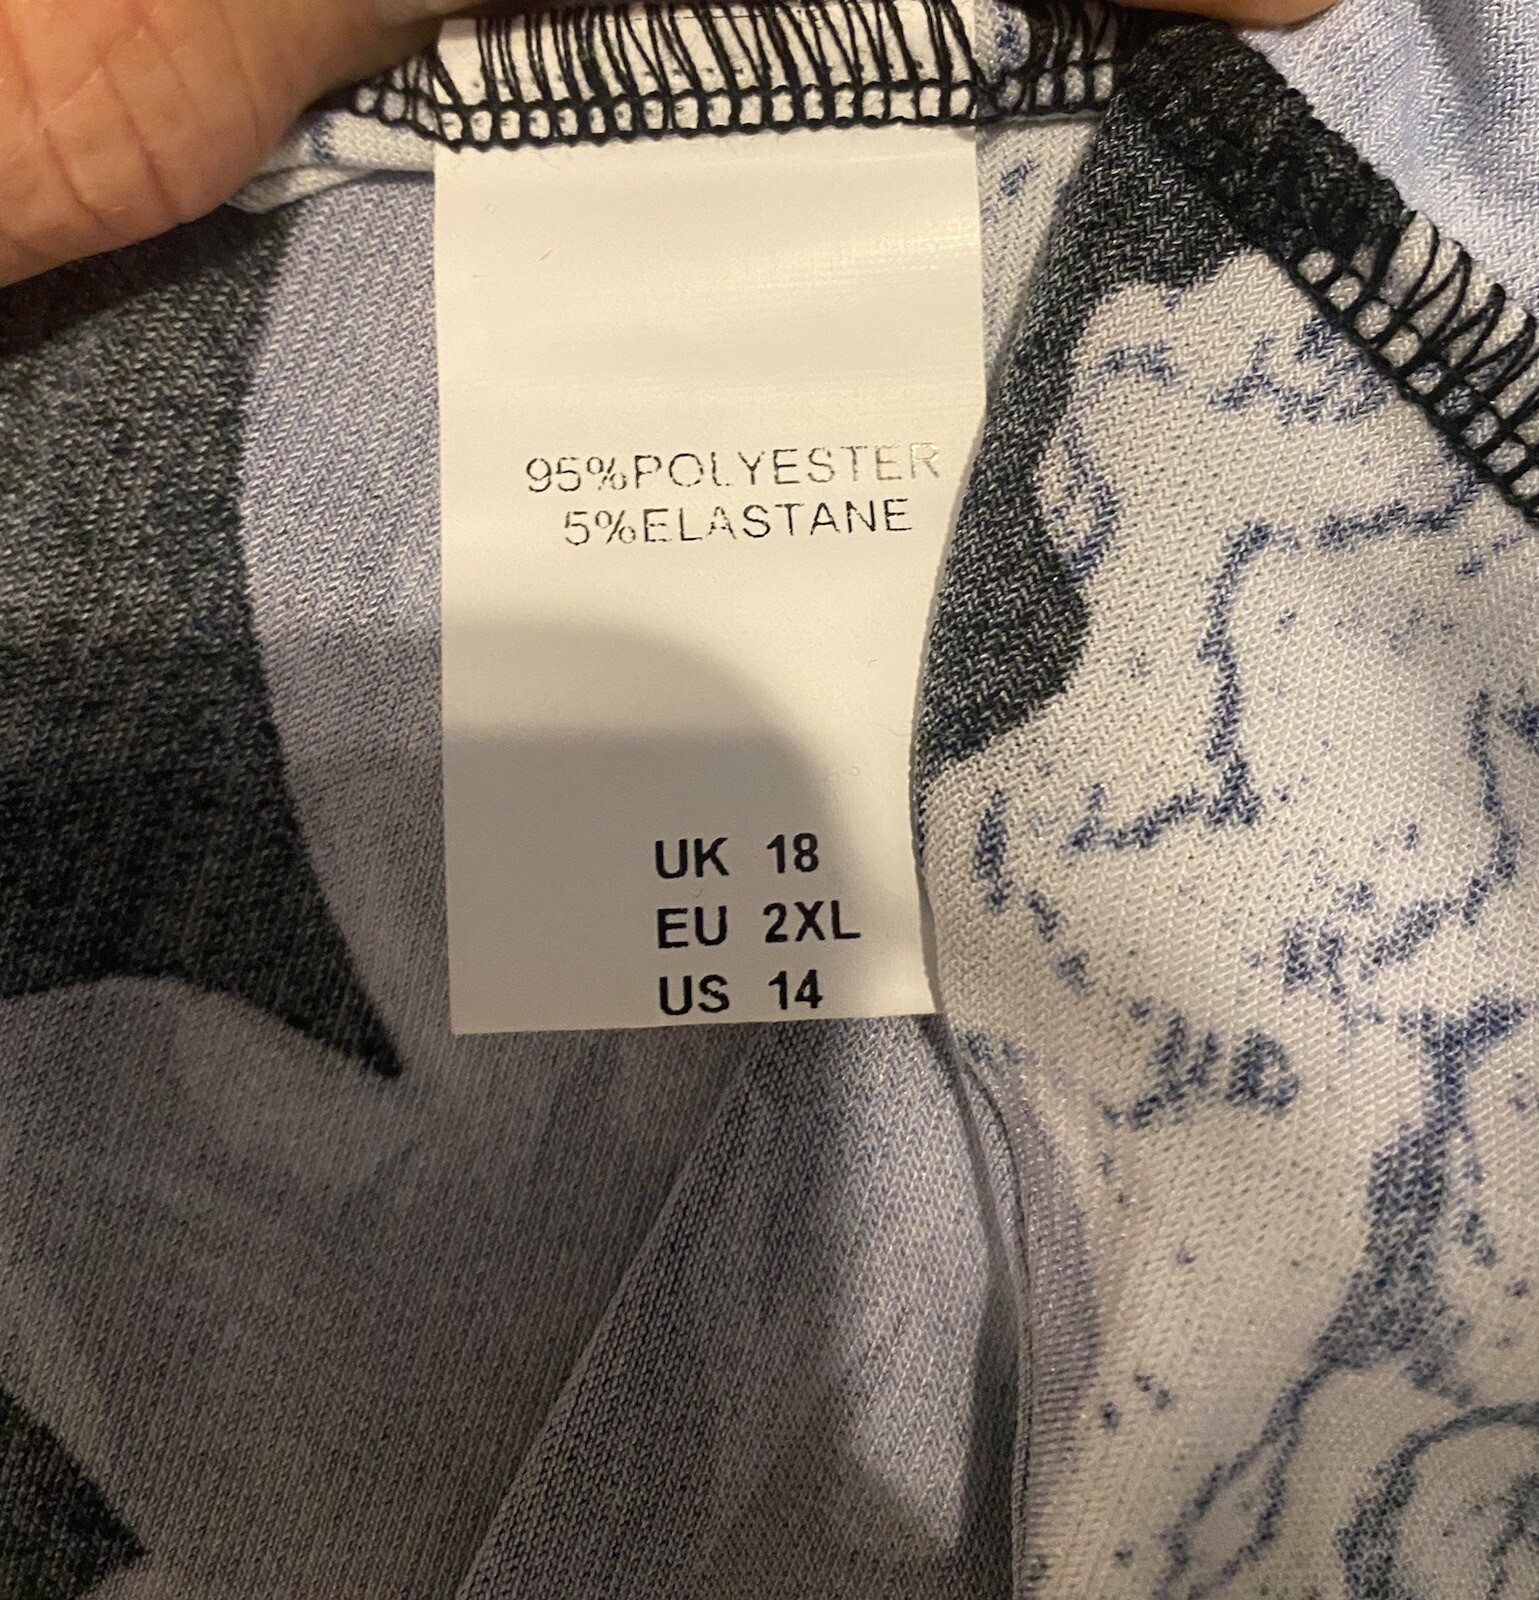 95%POLYESTER
5%ELASTANE
UK 18
EU 2XL
US 14